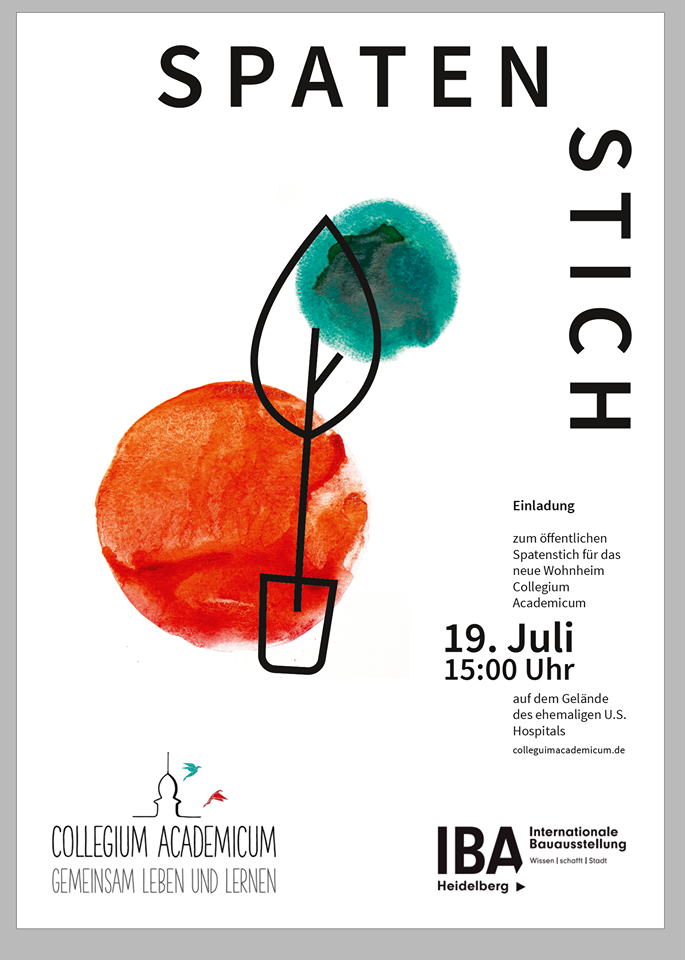 SPATEN
STICH
Einladung
zum öffentlichen
Spatenstich für das
neue Wohnheim
Collegium
Academicum
19. Juli
15:00 Uhr
auf dem Gelände
des ehemaligen U.S.
Hospitals
colleguimacademicum.de
COLLEGIUM ACADEMICUM
GEMEINSAM LEBEN UND LERNEN
IBA
Heidelberg
Internationale
Bauausstellung
Wissen | schafft | Stadt